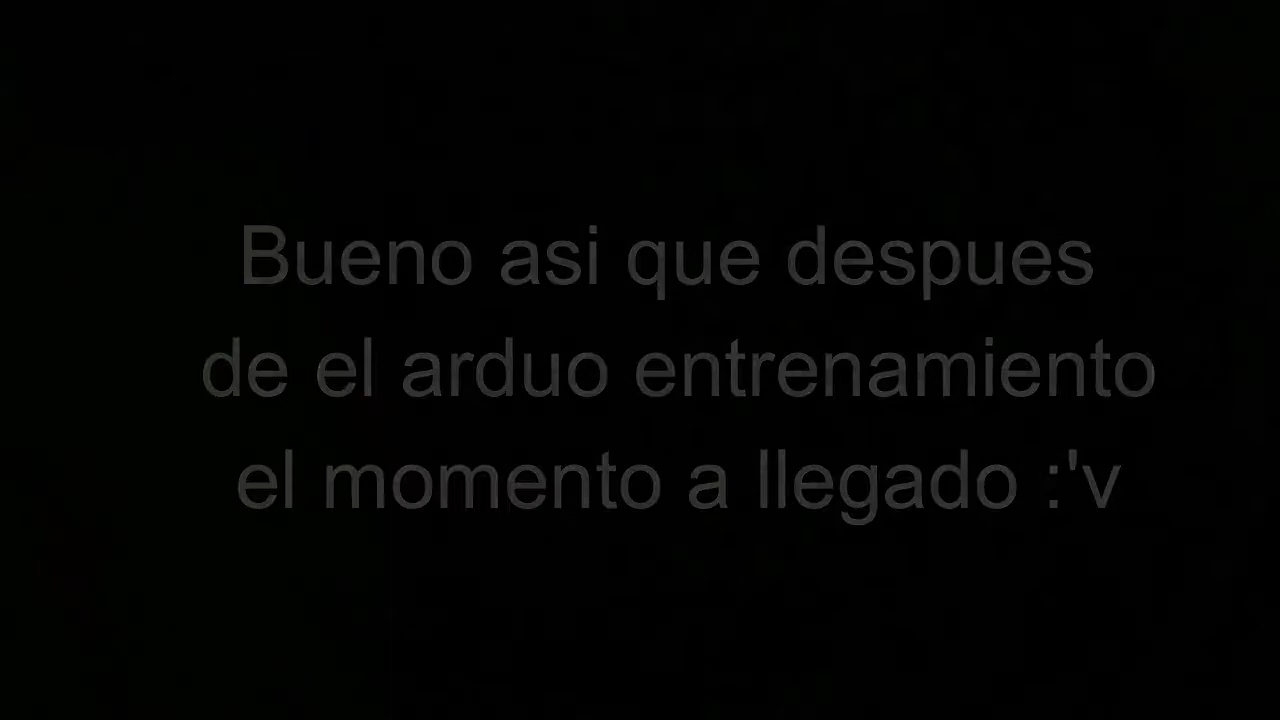 Bueno asi que despues
de el arduo entrenamiento
el momento a llegado :'v